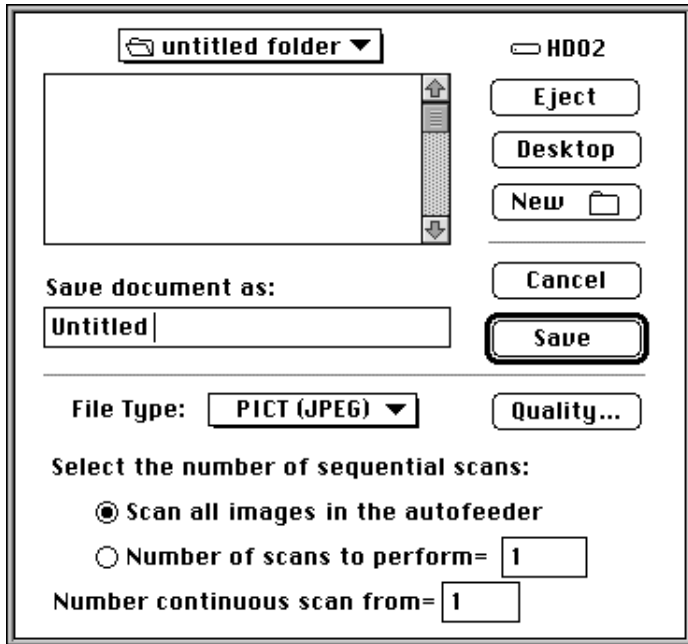 untitled folder
HD02
Eject
Desktop
New
Save document as:
Cancel
Untitled
Save
File Type: PICT (JPEG) Quality...
Select the number of sequential scans:
Scan all images in the autofeeder
Number of scans to perform= 1
Number continuous scan from= 1